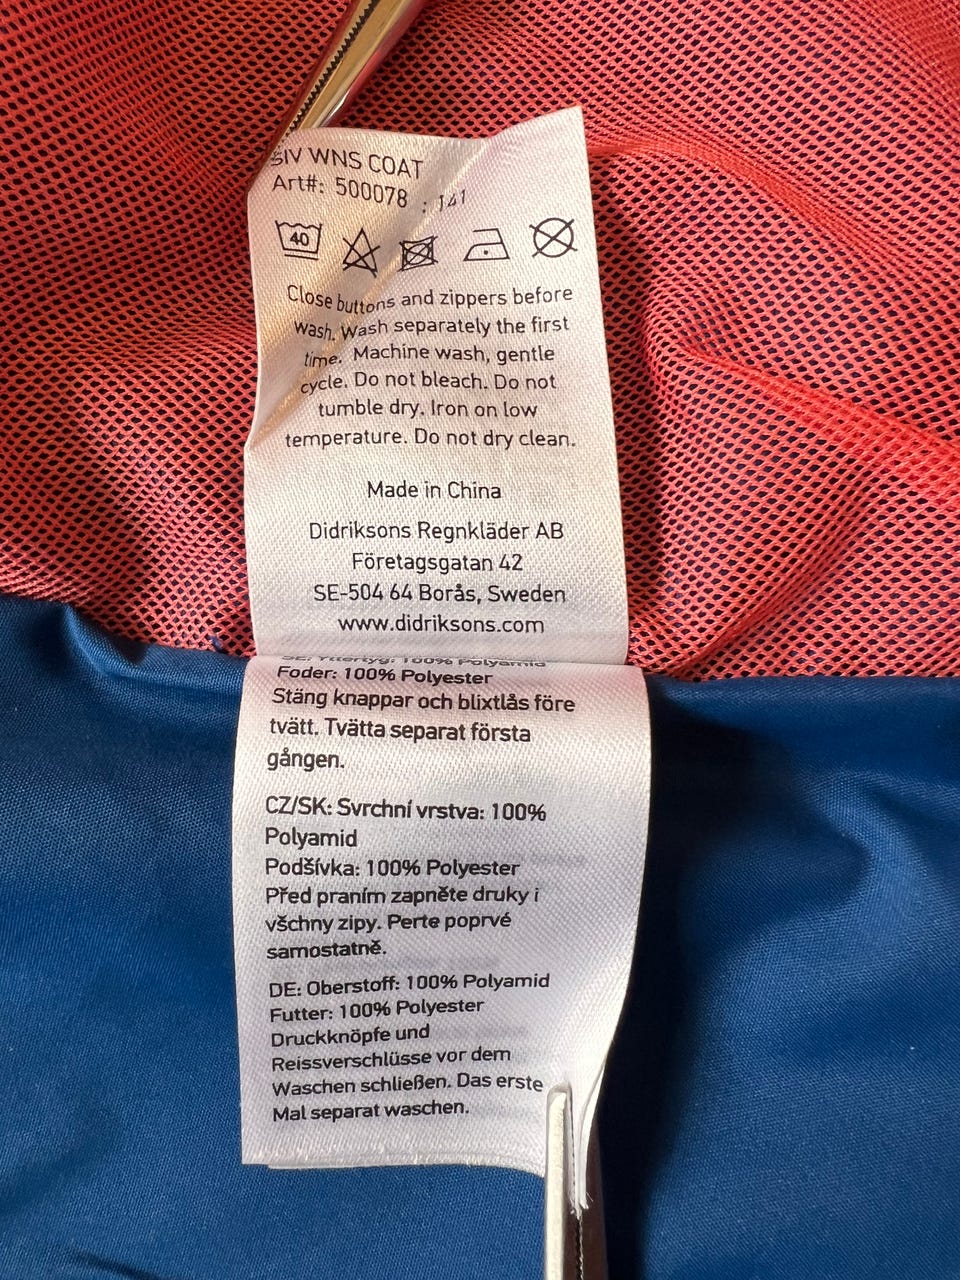 SIV WNS COAT
Art#: 500078 : 141
40
Close buttons and zippers before
wash. Wash separately the first
time. Machine wash, gentle
cycle. Do not bleach. Do not
tumble dry. Iron on low
temperature. Do not dry clean.
Made in China
Didriksons Regnkläder AB
Företagsgatan 42
SE-504 64 Borås, Sweden
www.didriksons.com
SE: Yttertyg: 100% Polyamid
Foder: 100% Polyester
Stäng knappar och blixtlås före
tvätt. Tvätta separat första
gången.
CZ/SK: Svrchní vrstva: 100%
Polyamid
Podšívka: 100% Polyester
Před praním zapněte druky i
všchny zipy. Perte poprvé
samostatně.
DE: Oberstoff: 100% Polyamid
Futter: 100% Polyester
Druckknöpfe und
Reissverschlüsse vor dem
Waschen schließen. Das erste
Mal separat waschen.